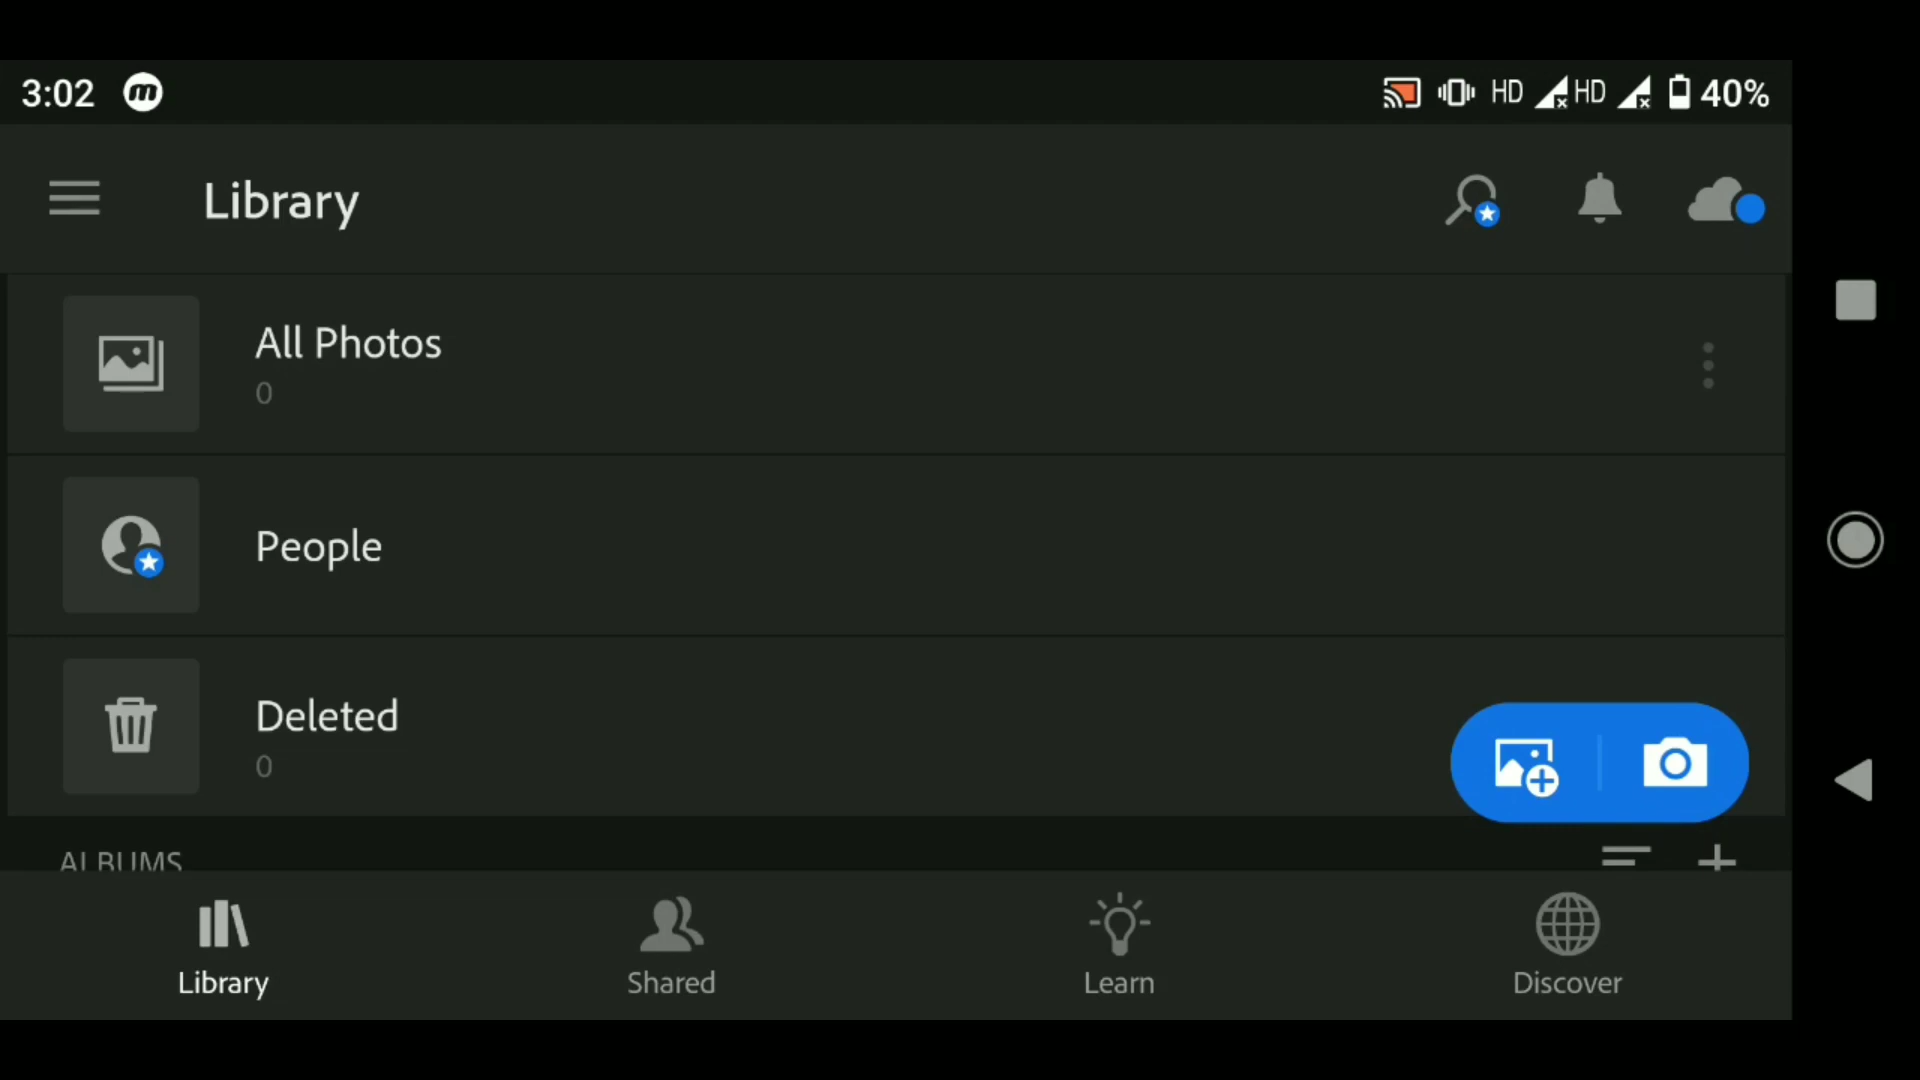 3:02 m HD HD 40%
Library
All Photos
0
People
Deleted
0
ALBUMS
Library Shared Learn Discover